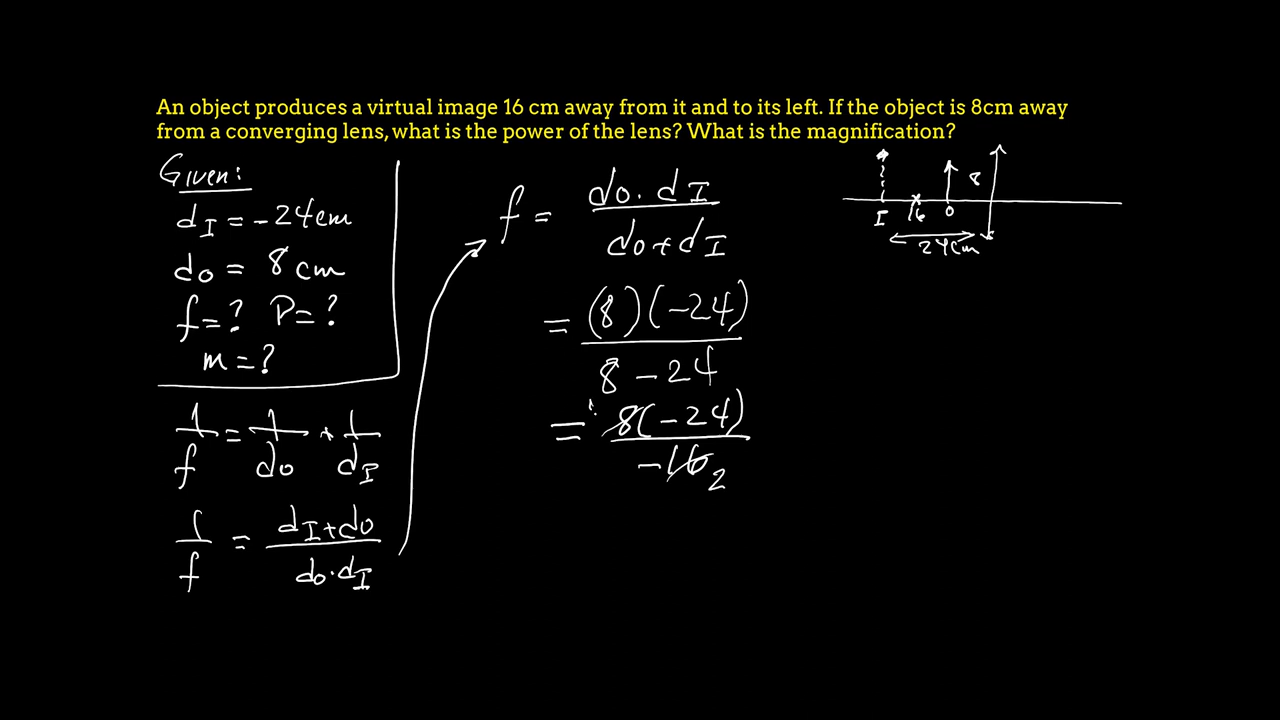 An object produces a virtual image 16 cm away from it and to its left. If the object is 8cm away
from a converging lens, what is the power of the lens? What is the magnification?
Given:
dI = -24cm
do = 8cm
f=? P=?
m=?
1/f = 1/do + 1/dI
1/f = (dI+do)/(do·dI)
f = (do·dI)/(do+dI)
= (8)(-24)/(8-24)
= 8(-24)/-16 2
8
I 16 O
24cm